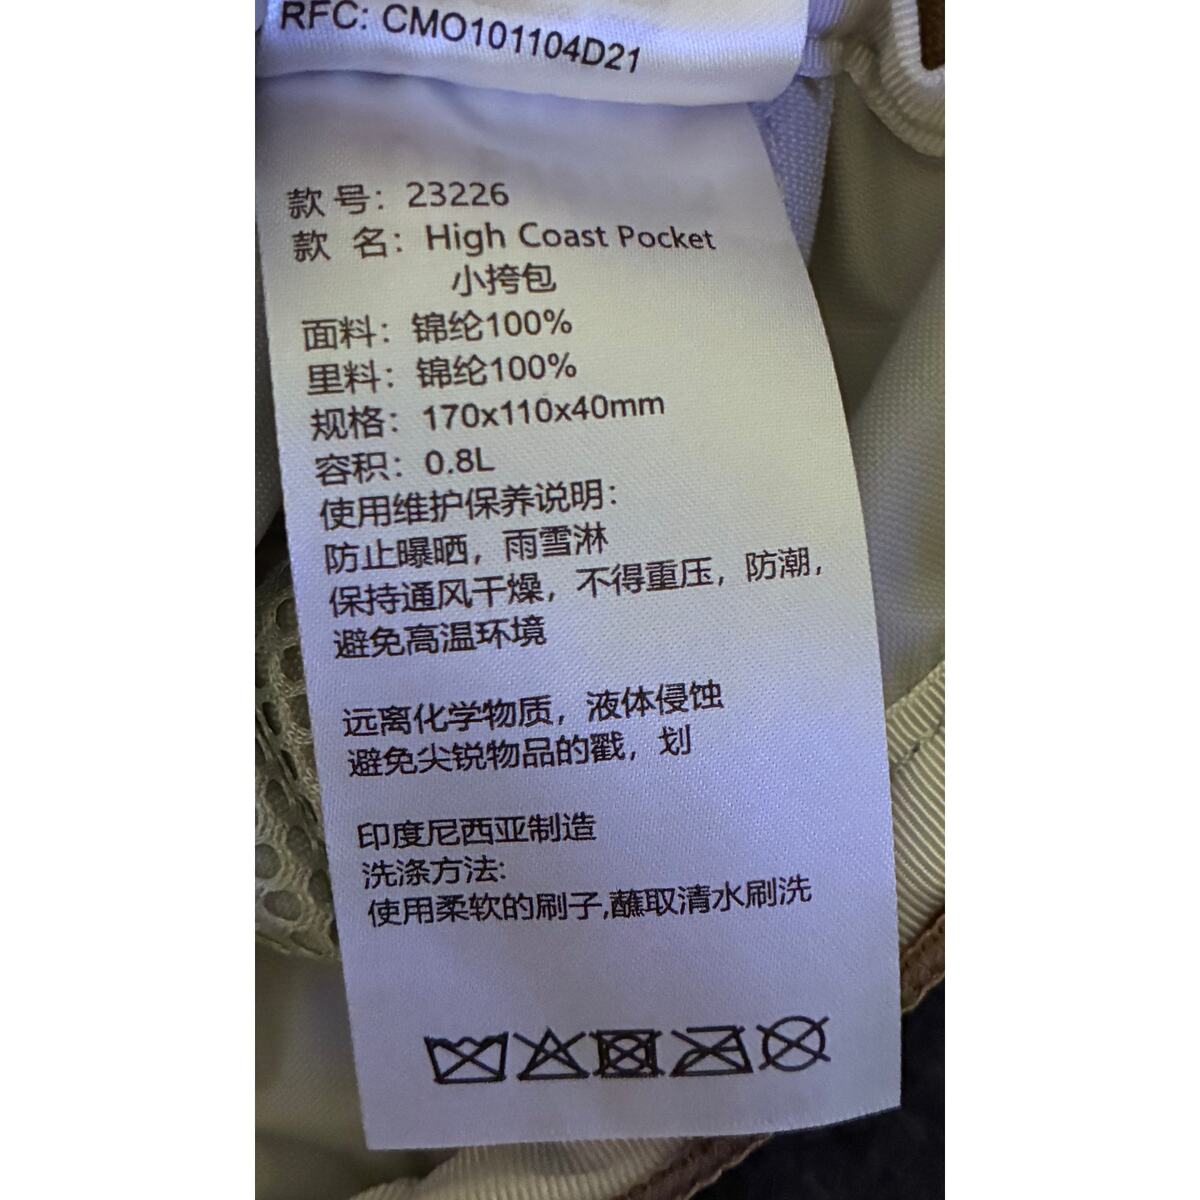 RFC: CMO101104D21
款 号：23226
款 名：High Coast Pocket
小挎包
面料：锦纶100%
里料：锦纶100%
规格：170x110x40mm
容积：0.8L
使用维护保养说明：
防止曝晒，雨雪淋
保持通风干燥，不得重压，防潮，
避免高温环境
远离化学物质，液体侵蚀
避免尖锐物品的戳，划
印度尼西亚制造
洗涤方法:
使用柔软的刷子,蘸取清水刷洗